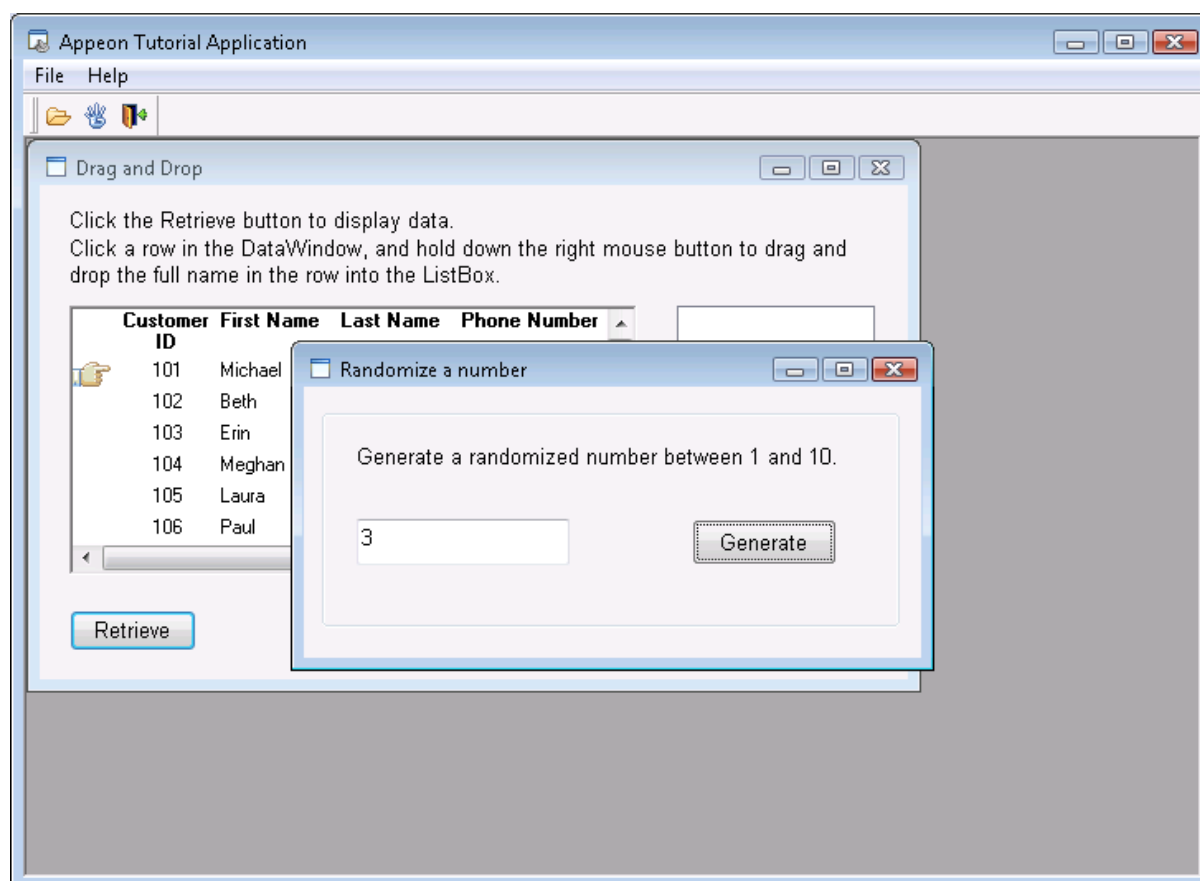 Appeon Tutorial Application
File Help
Drag and Drop
Click the Retrieve button to display data.
Click a row in the DataWindow, and hold down the right mouse button to drag and
drop the full name in the row into the ListBox.
Customer ID First Name Last Name Phone Number
101 Michael
102 Beth
103 Erin
104 Meghan
105 Laura
106 Paul
Retrieve
Randomize a number
Generate a randomized number between 1 and 10.
3 Generate